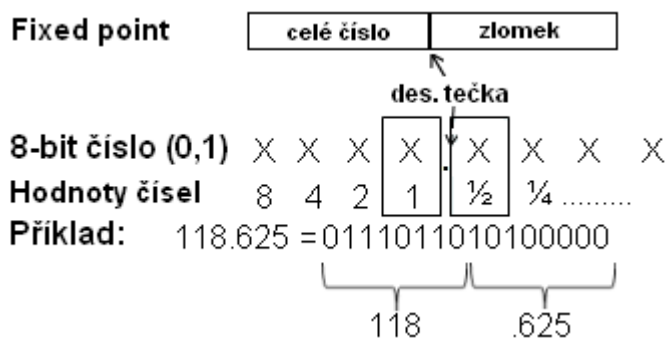 Fixed point celé číslo zlomek
des. tečka
8-bit číslo (0,1) X X X X . X X X X
Hodnoty čísel 8 4 2 1 ½ ¼ .........
Příklad: 118.625 = 0111011010100000
118 .625